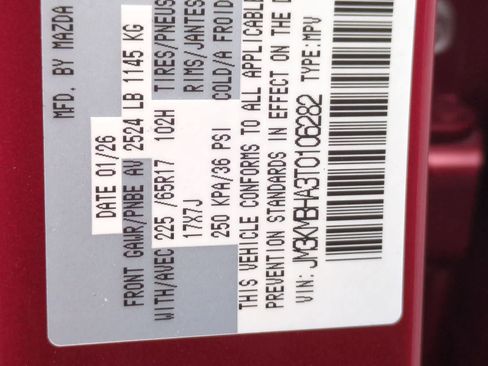 MFD. BY MAZDA
DATE 01/26
FRONT GAWR/PNBE AV 2524 LB 1145 KG
WITH/AVEC 225 /65R17 102H TIRES/PNEUS
17X7J RIMS/JANTES
250 KPA/36 PSI COLD/A FROID
THIS VEHICLE CONFORMS TO ALL APPLICABLE
PREVENTION STANDARDS IN EFFECT ON THE D
VIN: JM3KMBHA3T0106282 TYPE: MPV